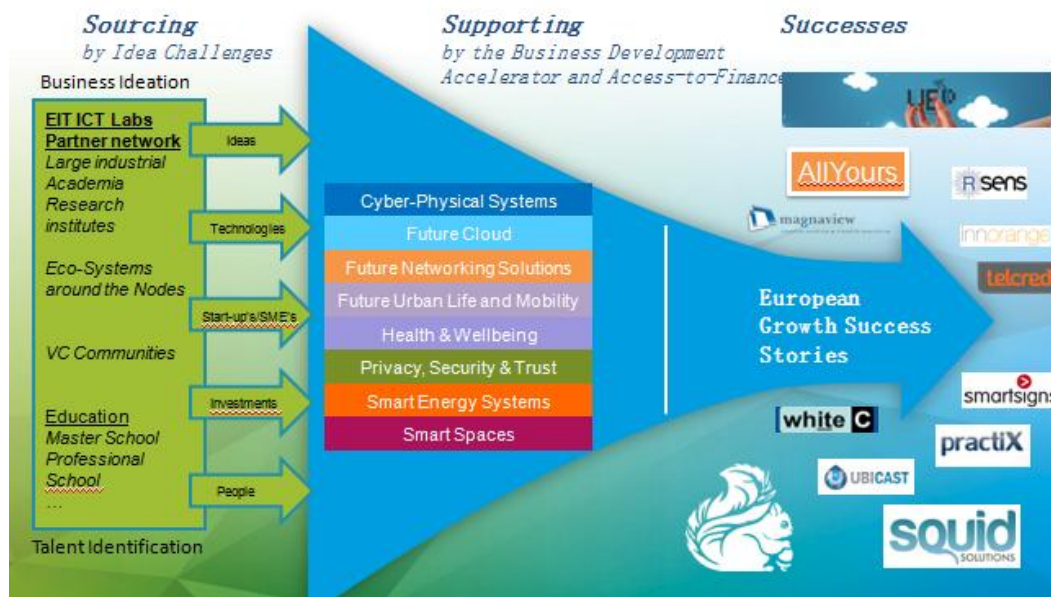 Sourcing
by Idea Challenges
Supporting
by the Business Development
Accelerator and Access-to-Finance
Successes
Business Ideation
EIT ICT Labs
Partner network
Large industrial
Academia
Research
institutes
Eco-Systems
around the Nodes
VC Communities
Education
Master School
Professional
School
...
Talent Identification
Ideas
Technologies
Start-up's/SME's
Investments
People
Cyber-Physical Systems
Future Cloud
Future Networking Solutions
Future Urban Life and Mobility
Health & Wellbeing
Privacy, Security & Trust
Smart Energy Systems
Smart Spaces
European
Growth Success
Stories
AllYours
R sens
magnaview
innorange
telcred
smartsigns
white C
practiX
UBICAST
squid
SOLUTIONS